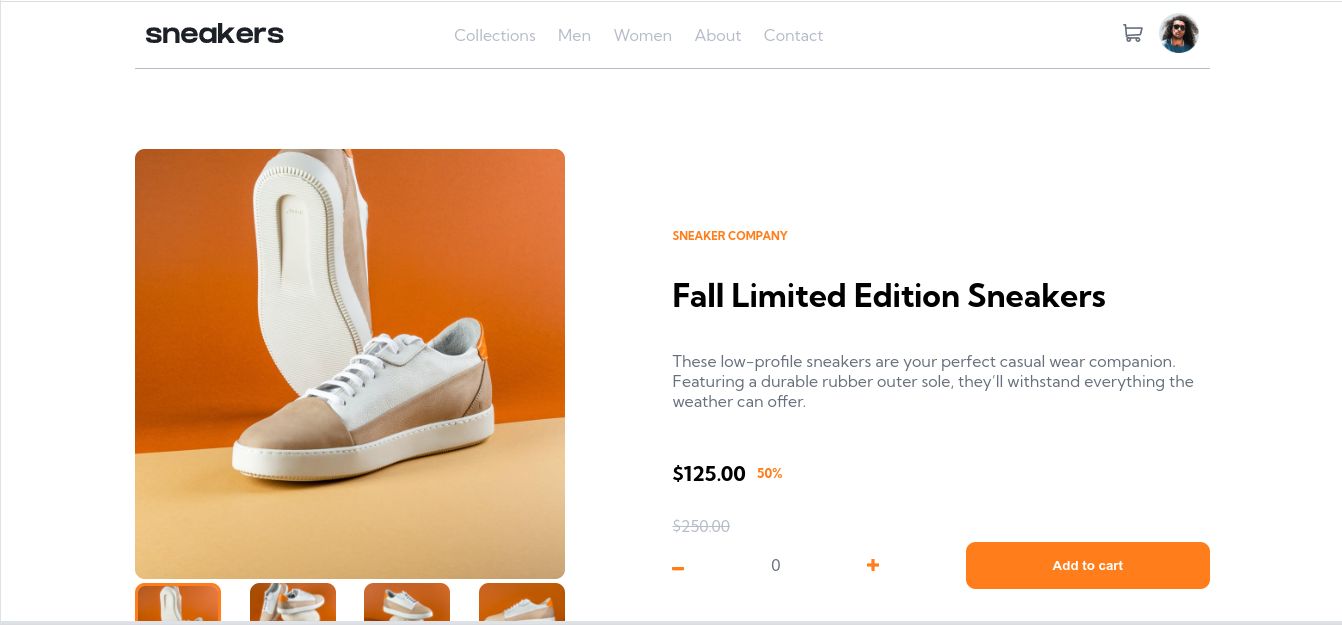 sneakers
Collections Men Women About Contact
SNEAKER COMPANY
Fall Limited Edition Sneakers
These low-profile sneakers are your perfect casual wear companion.
Featuring a durable rubber outer sole, they’ll withstand everything the
weather can offer.
$125.00 50%
$250.00
0
Add to cart